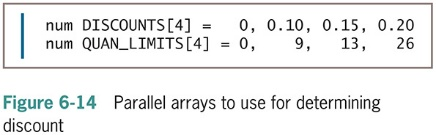 num DISCOUNTS[4] = 0, 0.10, 0.15, 0.20
num QUAN_LIMITS[4] = 0, 9, 13, 26
Figure 6-14 Parallel arrays to use for determining
discount